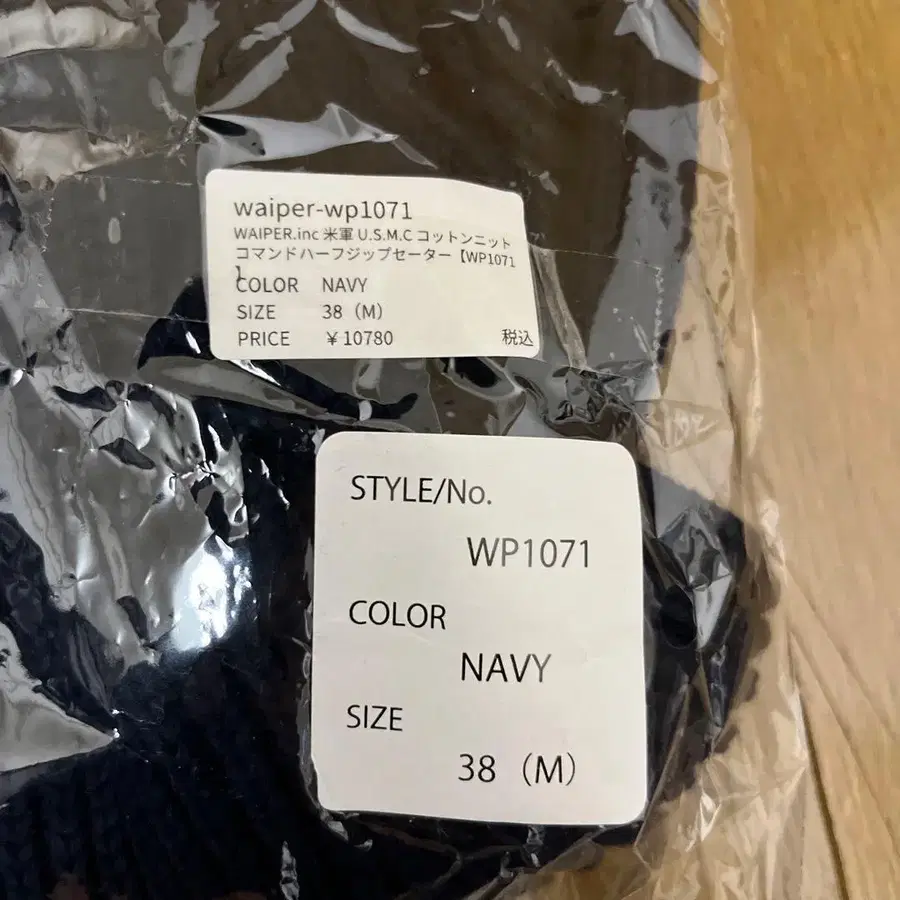 waiper-wp1071
WAIPER.inc 米軍 U.S.M.C コットンニット
コマンドハーフジップセーター【WP1071
】
COLOR NAVY
SIZE 38（M）
PRICE ￥10780 税込
STYLE/No.
WP1071
COLOR
NAVY
SIZE
38（M）